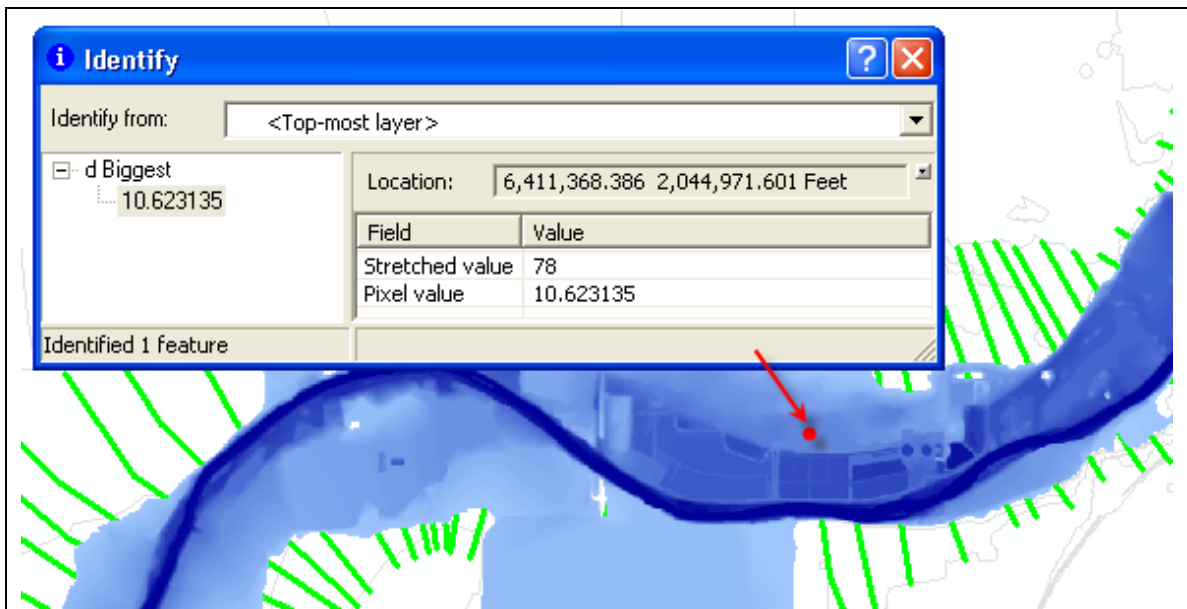 Identify
Identify from: <Top-most layer>
d Biggest
10.623135
Location: 6,411,368.386 2,044,971.601 Feet
Field Value
Stretched value 78
Pixel value 10.623135
Identified 1 feature